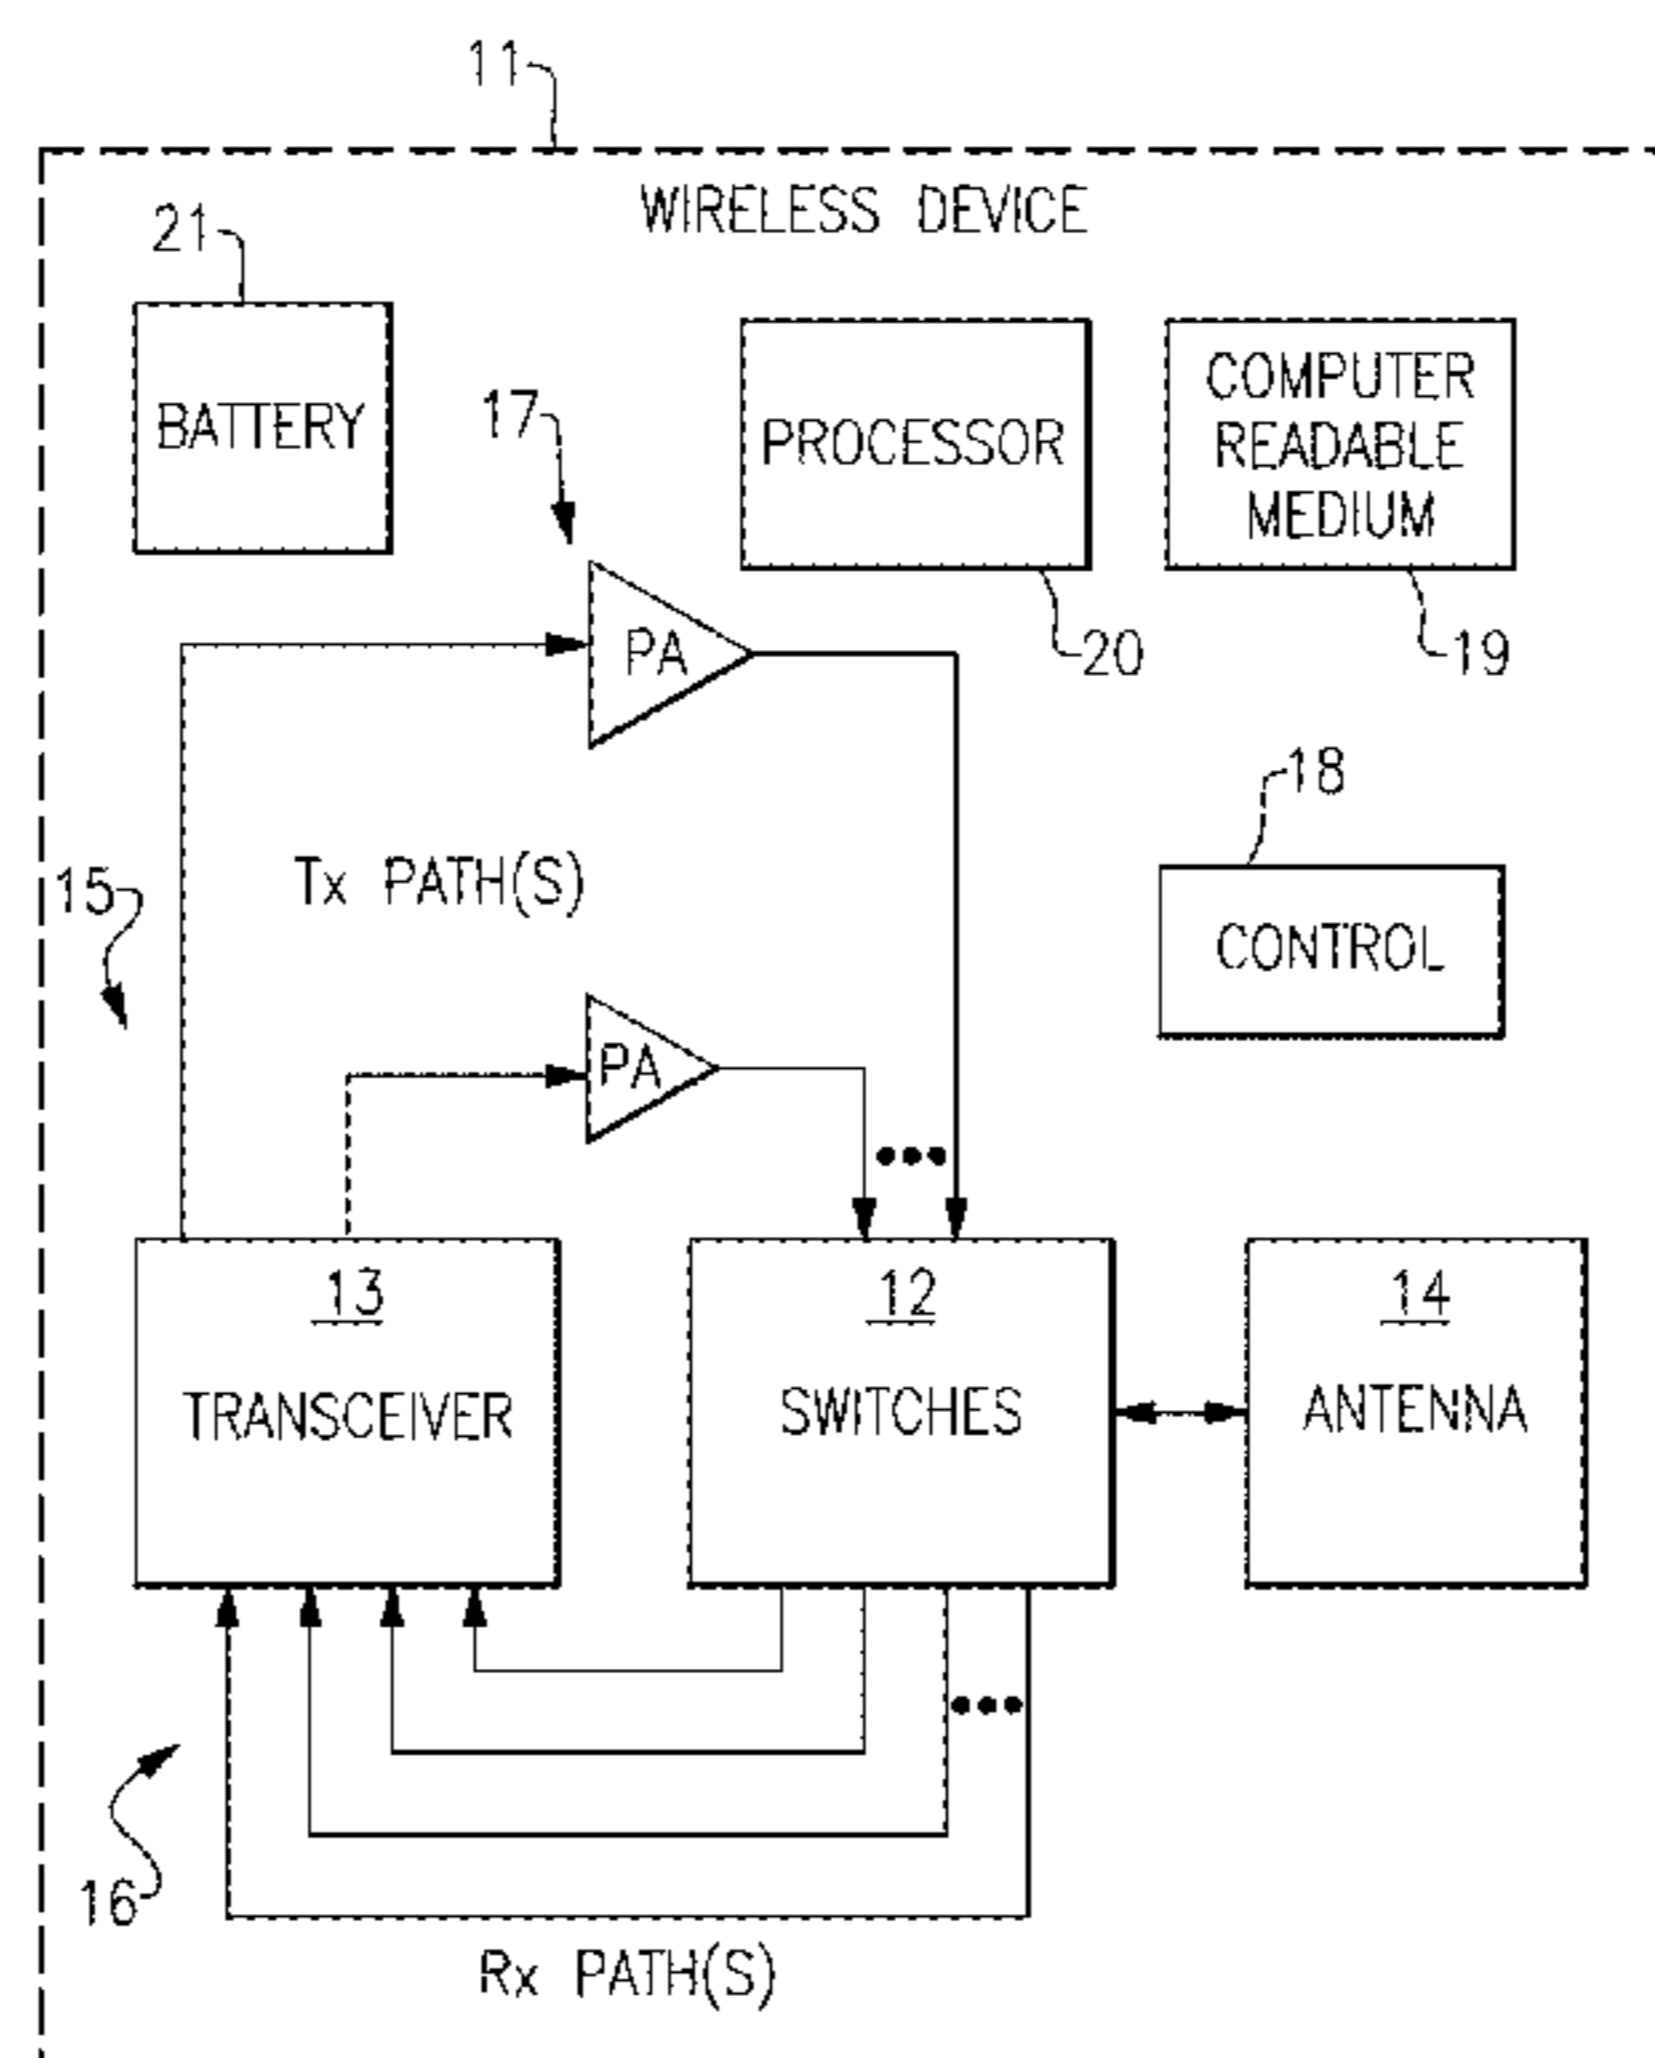 11
WIRELESS DEVICE
21
BATTERY
17
PROCESSOR
COMPUTER
READABLE
MEDIUM
20
19
PA
18
15
Tx PATH(S)
CONTROL
PA
13
TRANSCEIVER
12
SWITCHES
14
ANTENNA
16
Rx PATH(S)